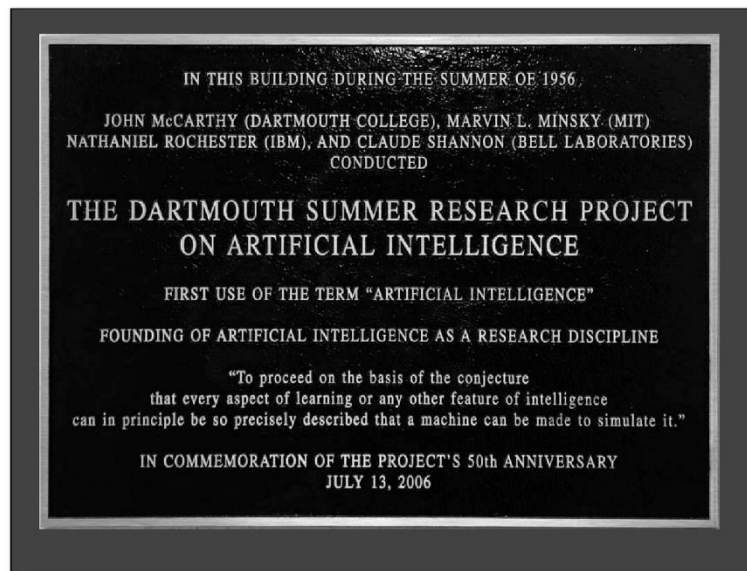 IN THIS BUILDING DURING THE SUMMER OF 1956
JOHN McCARTHY (DARTMOUTH COLLEGE), MARVIN L. MINSKY (MIT)
NATHANIEL ROCHESTER (IBM), AND CLAUDE SHANNON (BELL LABORATORIES)
CONDUCTED
THE DARTMOUTH SUMMER RESEARCH PROJECT
ON ARTIFICIAL INTELLIGENCE
FIRST USE OF THE TERM “ARTIFICIAL INTELLIGENCE”
FOUNDING OF ARTIFICIAL INTELLIGENCE AS A RESEARCH DISCIPLINE
“To proceed on the basis of the conjecture
that every aspect of learning or any other feature of intelligence
can in principle be so precisely described that a machine can be made to simulate it.”
IN COMMEMORATION OF THE PROJECT’S 50th ANNIVERSARY
JULY 13, 2006